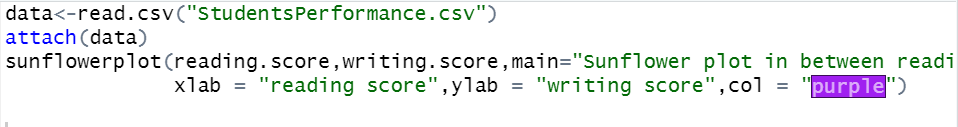 data<-read.csv("StudentsPerformance.csv")
attach(data)
sunflowerplot(reading.score,writing.score,main="Sunflower plot in between readi
xlab = "reading score",ylab = "writing score",col = "purple")